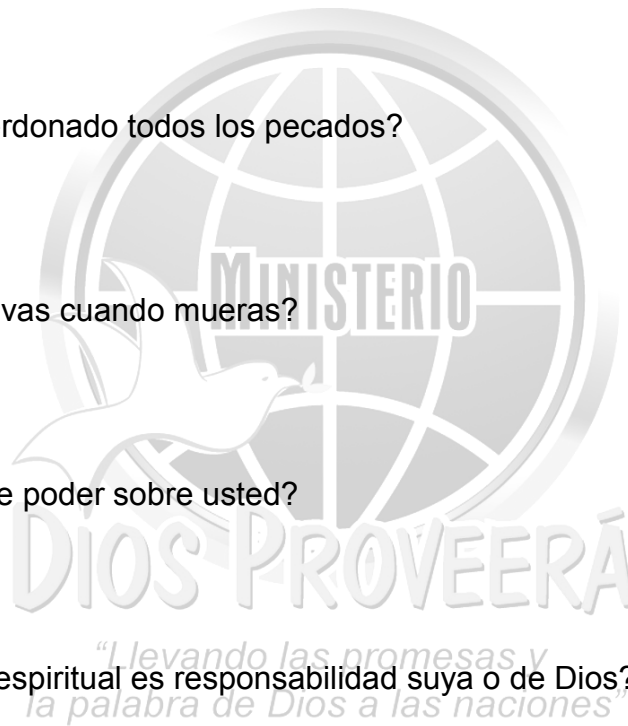 rdonado todos los pecados?
MINISTERIO
vas cuando mueras?
e poder sobre usted?
DIOS PROVEERÁ
"Llevando las promesas y
espiritual es responsabilidad suya o de Dios?
la palabra de Dios a las naciones"